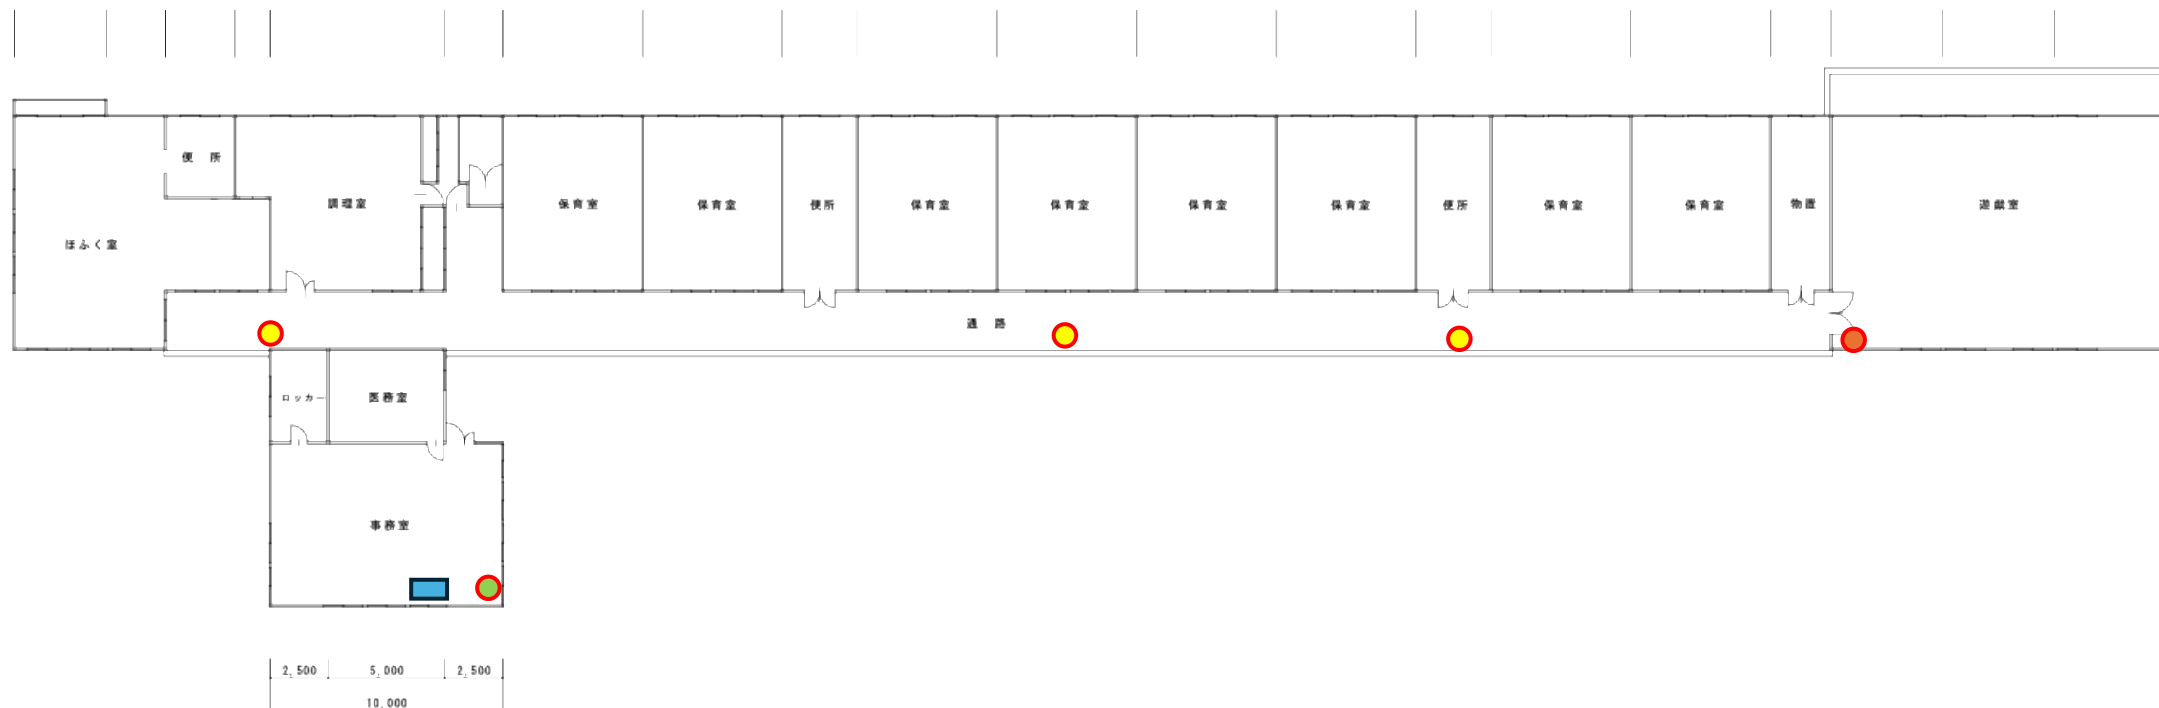 便 所
調理室
保育室
保育室
便所
保育室
保育室
保育室
保育室
便所
保育室
保育室
物置
遊戯室
ほふく室
通 路
ロッカー
医務室
事務室
2,500
5,000
2,500
10,000